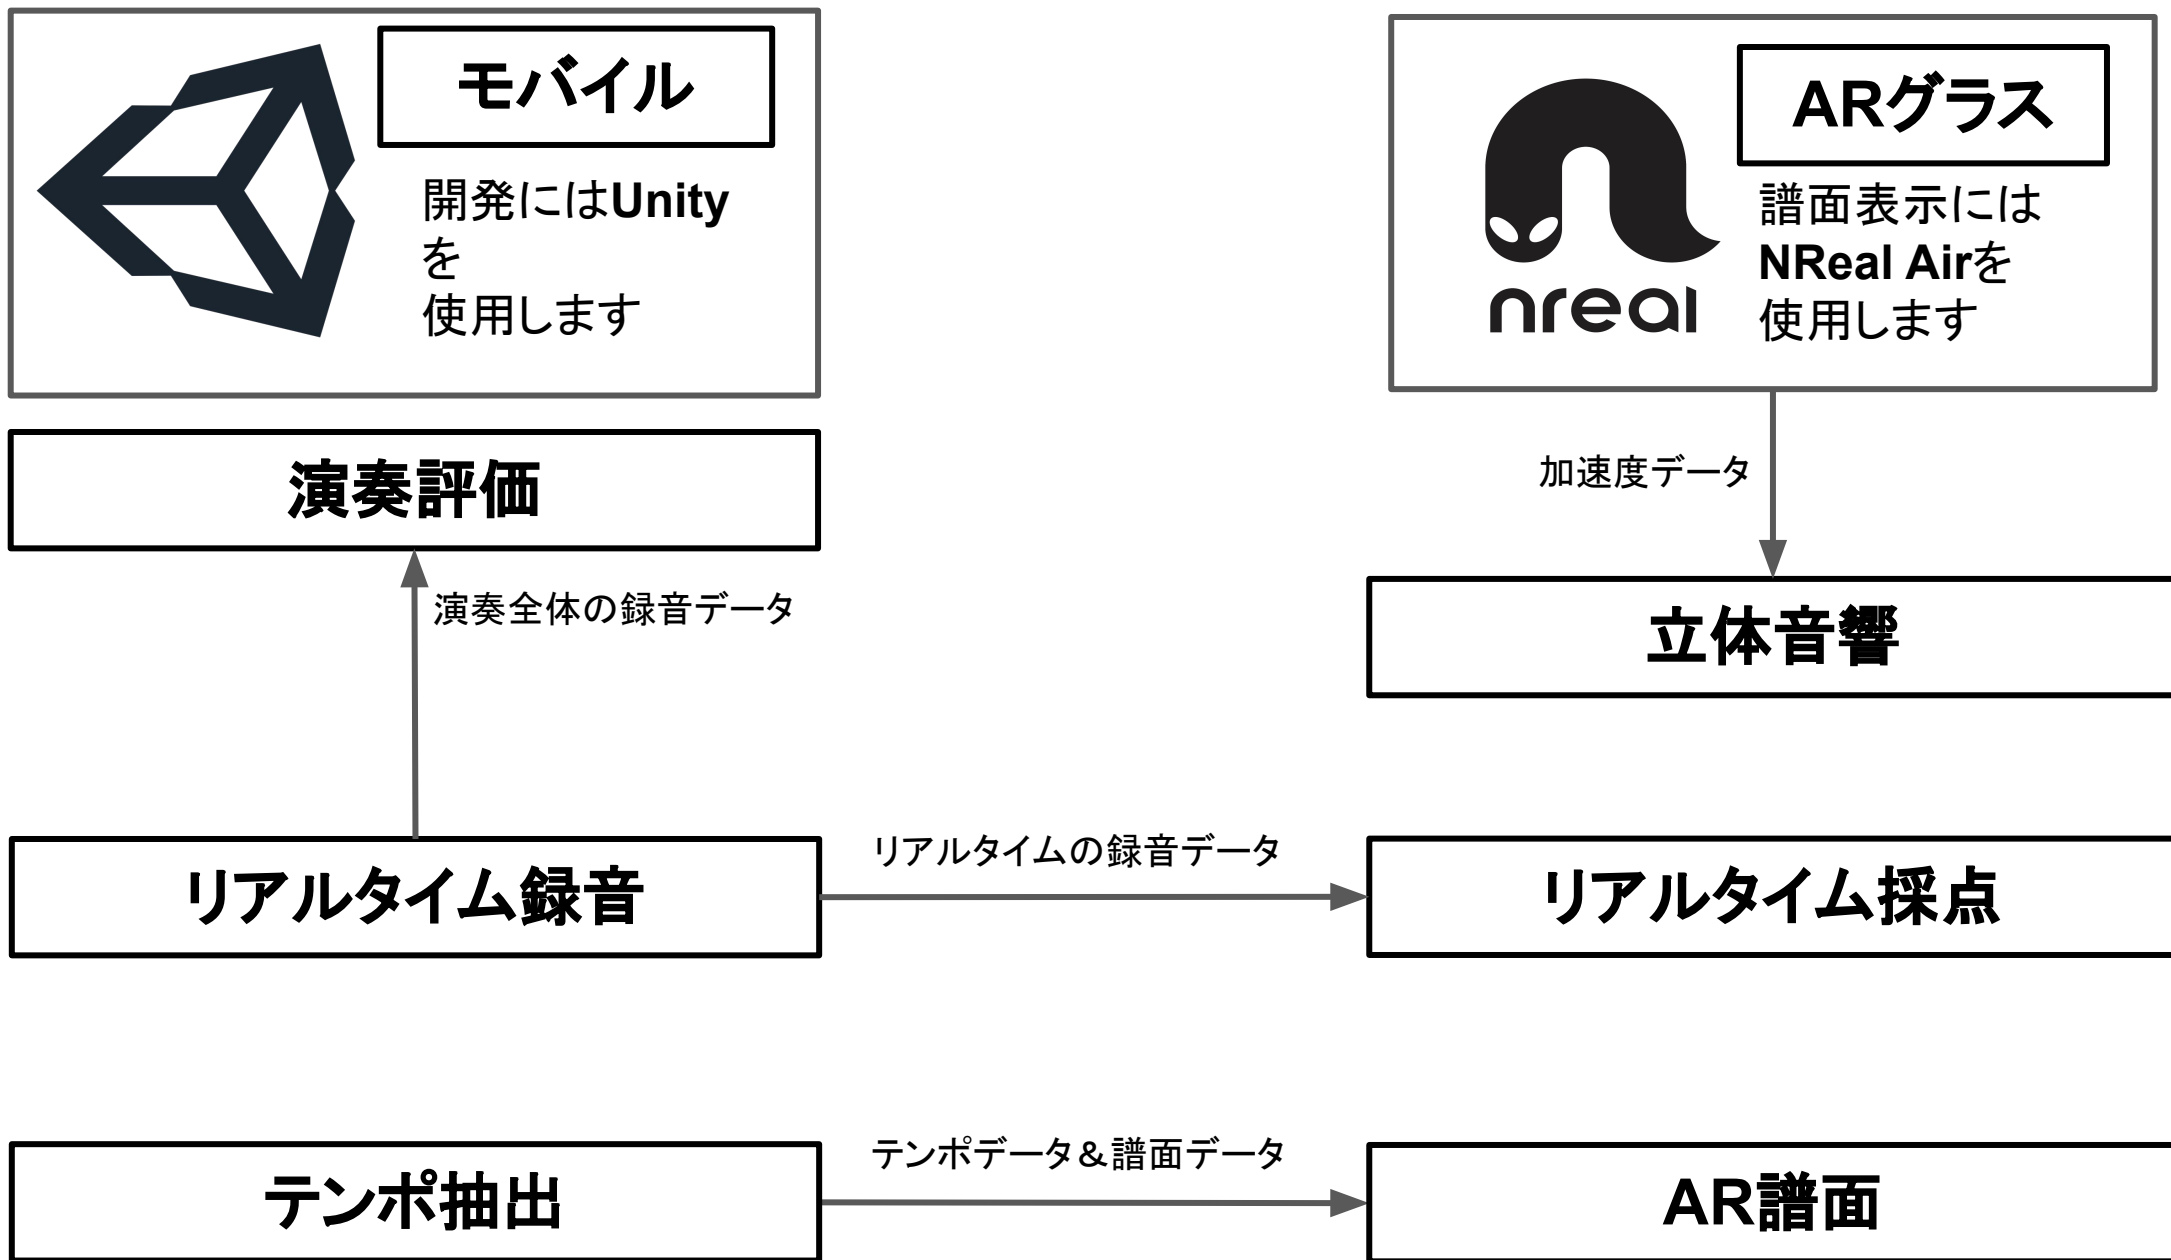 モバイル
開発にはUnity
を
使用します
ARグラス
譜面表示には
NReal Airを
使用します
nreal
演奏評価
加速度データ
演奏全体の録音データ
立体音響
リアルタイム録音
リアルタイムの録音データ
リアルタイム採点
テンポ抽出
テンポデータ&譜面データ
AR譜面